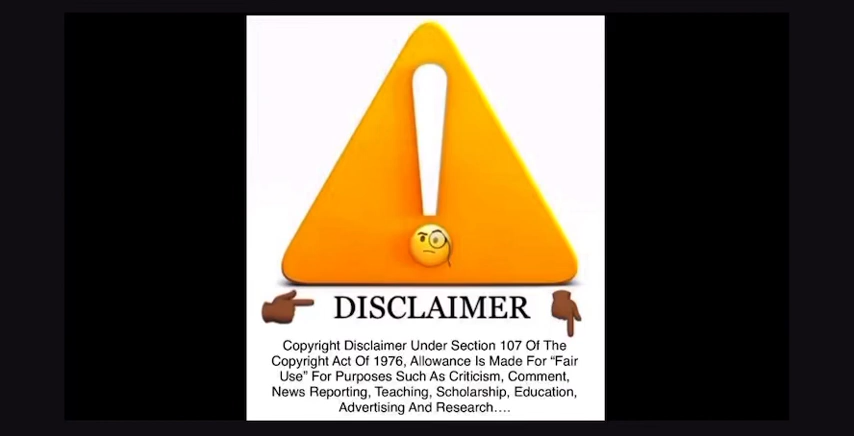 DISCLAIMER
Copyright Disclaimer Under Section 107 Of The
Copyright Act Of 1976, Allowance Is Made For “Fair
Use” For Purposes Such As Criticism, Comment,
News Reporting, Teaching, Scholarship, Education,
Advertising And Research....